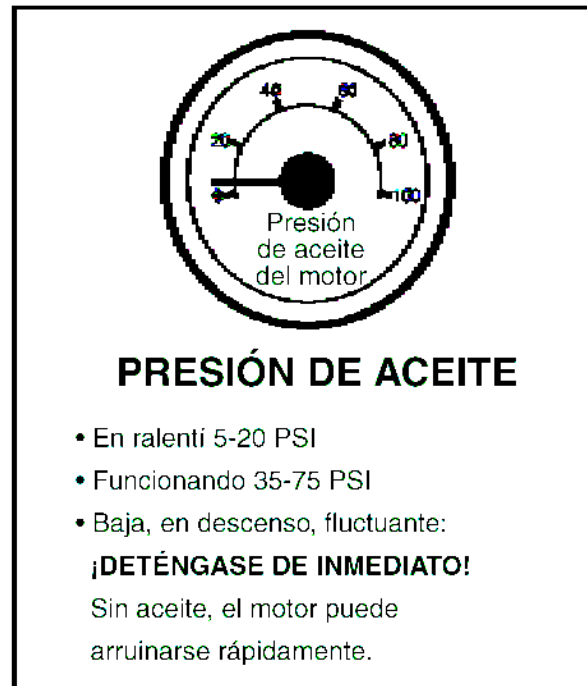 40 60
20 80
0 100
Presión
de aceite
del motor
PRESIÓN DE ACEITE
• En ralentí 5-20 PSI
• Funcionando 35-75 PSI
• Baja, en descenso, fluctuante:
¡DETÉNGASE DE INMEDIATO!
Sin aceite, el motor puede
arruinarse rápidamente.